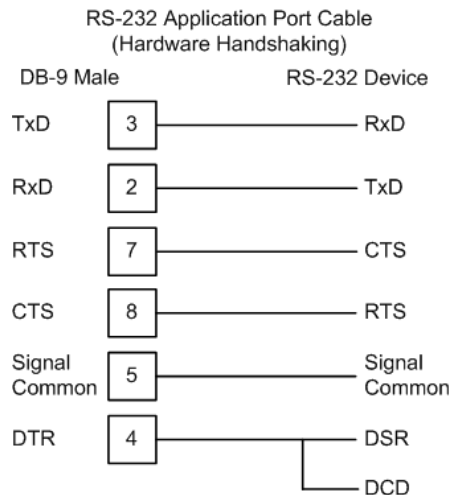 RS-232 Application Port Cable
(Hardware Handshaking)
DB-9 Male RS-232 Device
TxD 3 RxD
RxD 2 TxD
RTS 7 CTS
CTS 8 RTS
Signal Common 5 Signal Common
DTR 4 DSR
DCD